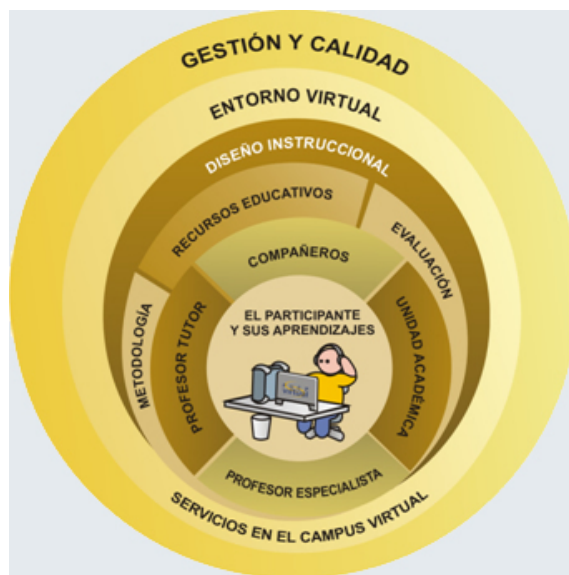 GESTIÓN Y CALIDAD
ENTORNO VIRTUAL
DISEÑO INSTRUCCIONAL
RECURSOS EDUCATIVOS
EVALUACIÓN
METODOLOGÍA
COMPAÑEROS
PROFESOR TUTOR
UNIDAD ACADÉMICA
EL PARTICIPANTE
Y SUS APRENDIZAJES
PROFESOR ESPECIALISTA
SERVICIOS EN EL CAMPUS VIRTUAL